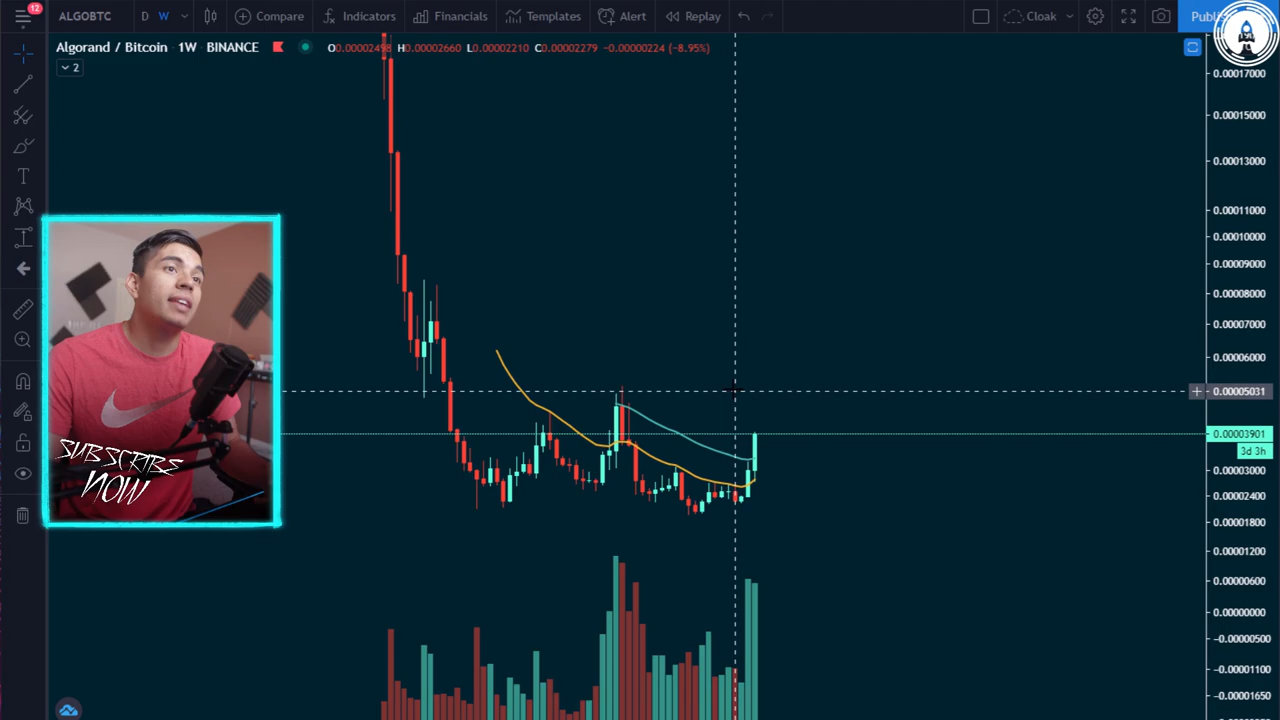 12
ALGOBTC
D
W
Compare
Indicators
Financials
Templates
Alert
Replay
Cloak
Algorand / Bitcoin 1W BINANCE
O0.00002498 H0.00002660 L0.00002210 C0.00002279 -0.00000224 (-8.95%)
2
0.00017000
0.00015000
0.00013000
0.00011000
0.00010000
0.00009000
0.00008000
0.00007000
0.00006000
0.00005031
0.00003901
3d 3h
0.00003000
0.00002400
0.00001800
0.00001200
0.00000600
0.00000000
-0.00000500
-0.00001100
-0.00001650
SUBSCRIBE
NOW